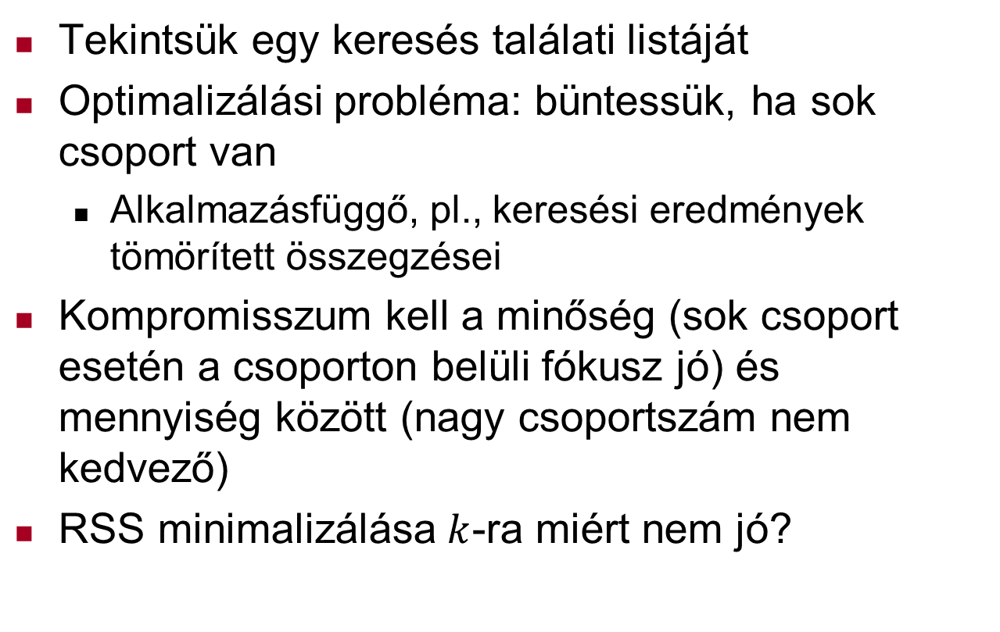 Tekintsük egy keresés találati listáját
Optimalizálási probléma: büntessük, ha sok
csoport van
Alkalmazásfüggő, pl., keresési eredmények
tömörített összegzései
Kompromisszum kell a minőség (sok csoport
esetén a csoporton belüli fókusz jó) és
mennyiség között (nagy csoportszám nem
kedvező)
RSS minimalizálása k-ra miért nem jó?